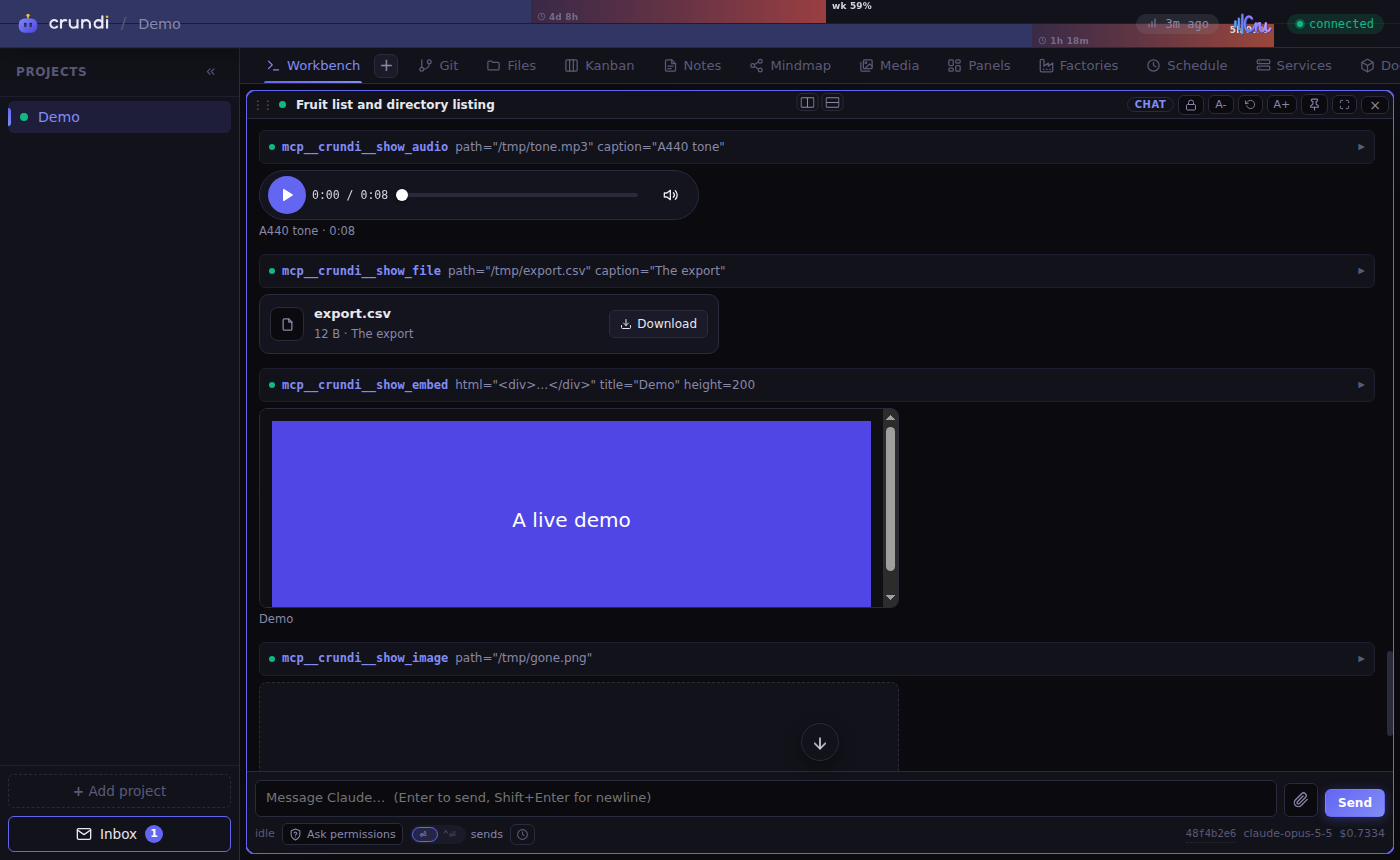 crundi / Demo
4d 8h
wk 59%
1h 18m
3m ago
connected
PROJECTS
Demo
Workbench
Git
Files
Kanban
Notes
Mindmap
Media
Panels
Factories
Schedule
Services
Do
Fruit list and directory listing
CHAT
A-
A+
mcp__crundi__show_audio path="/tmp/tone.mp3" caption="A440 tone"
0:00 / 0:08
A440 tone · 0:08
mcp__crundi__show_file path="/tmp/export.csv" caption="The export"
export.csv
12 B · The export
Download
mcp__crundi__show_embed html="<div>…</div>" title="Demo" height=200
A live demo
Demo
mcp__crundi__show_image path="/tmp/gone.png"
+ Add project
Inbox 1
Message Claude… (Enter to send, Shift+Enter for newline)
Send
idle
Ask permissions
sends
48f4b2e6 claude-opus-5-5 $0.7334